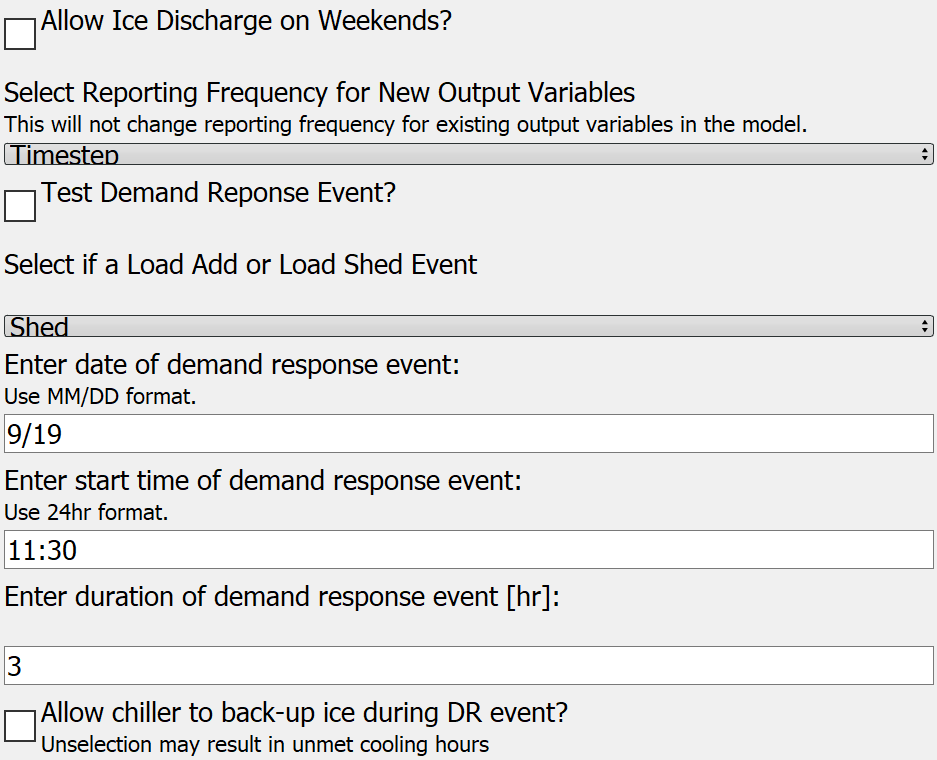 Allow Ice Discharge on Weekends?
Select Reporting Frequency for New Output Variables
This will not change reporting frequency for existing output variables in the model.
Timestep
Test Demand Reponse Event?
Select if a Load Add or Load Shed Event
Shed
Enter date of demand response event:
Use MM/DD format.
9/19
Enter start time of demand response event:
Use 24hr format.
11:30
Enter duration of demand response event [hr]:
3
Allow chiller to back-up ice during DR event?
Unselection may result in unmet cooling hours